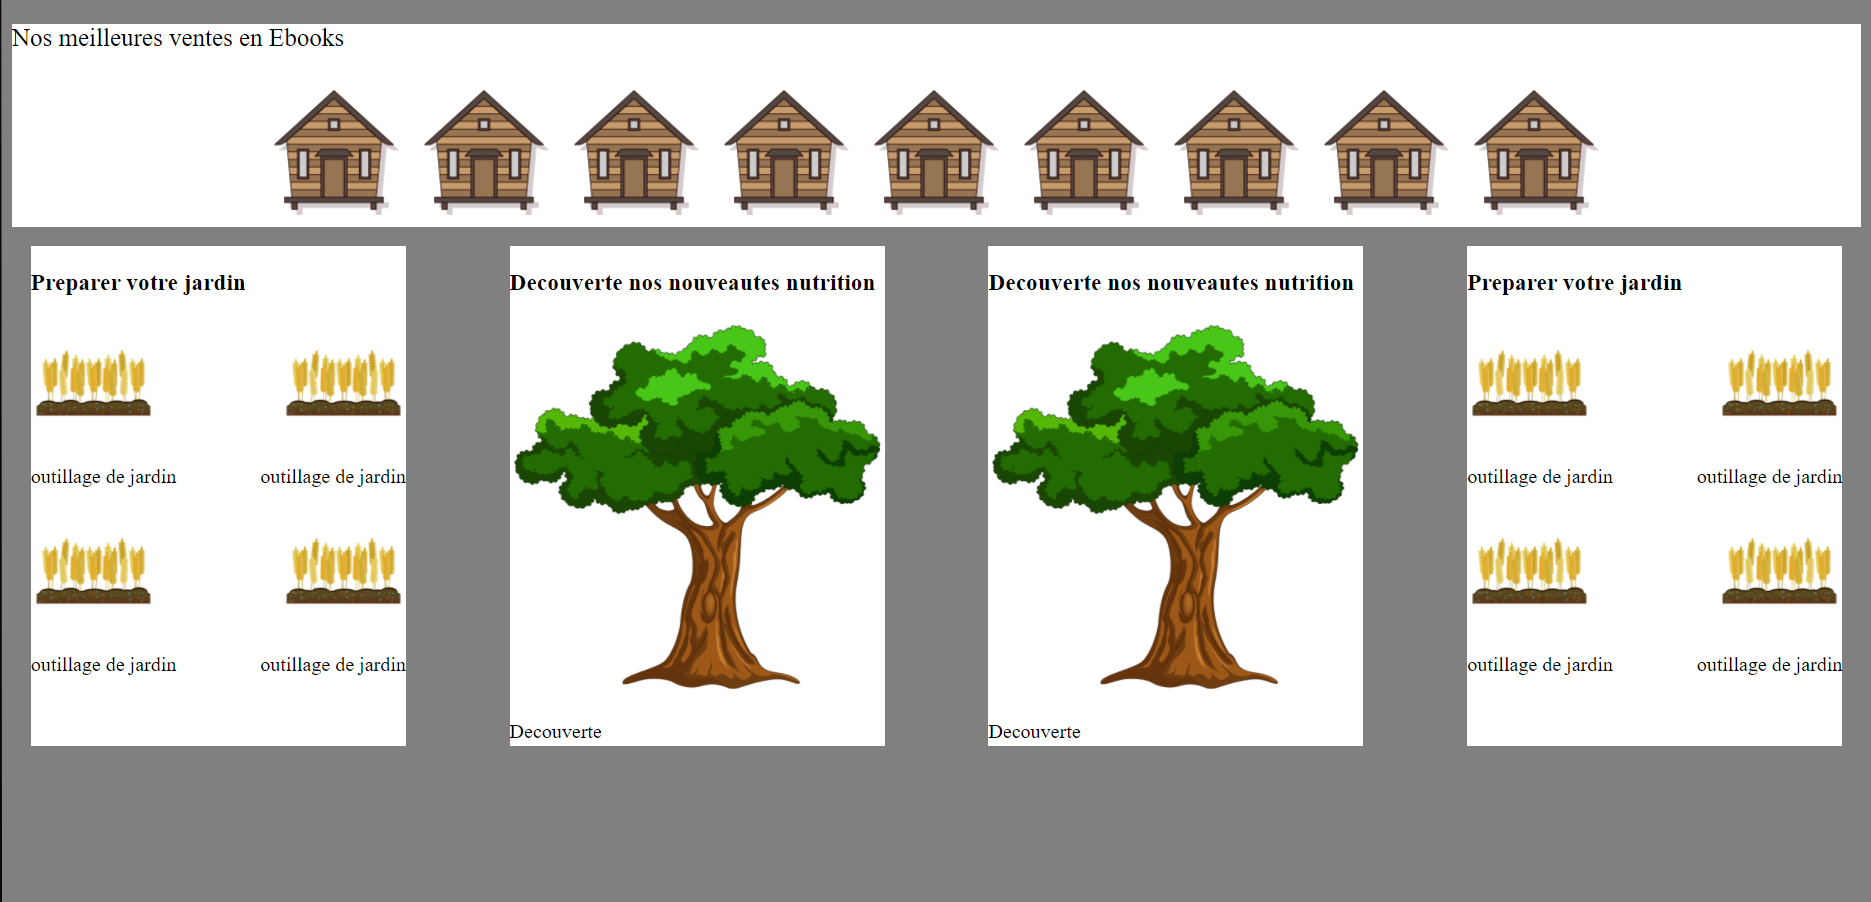 Nos meilleures ventes en Ebooks
Preparer votre jardin
outillage de jardin
outillage de jardin
outillage de jardin
outillage de jardin
Decouverte nos nouveautes nutrition
Decouverte
Decouverte nos nouveautes nutrition
Decouverte
Preparer votre jardin
outillage de jardin
outillage de jardin
outillage de jardin
outillage de jardin